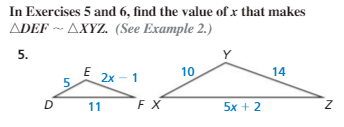 In Exercises 5 and 6, find the value of x that makes
△DEF ~ △XYZ. (See Example 2.)
5.
Y
E
5
2x − 1
10
14
D
11
F
X
5x + 2
Z